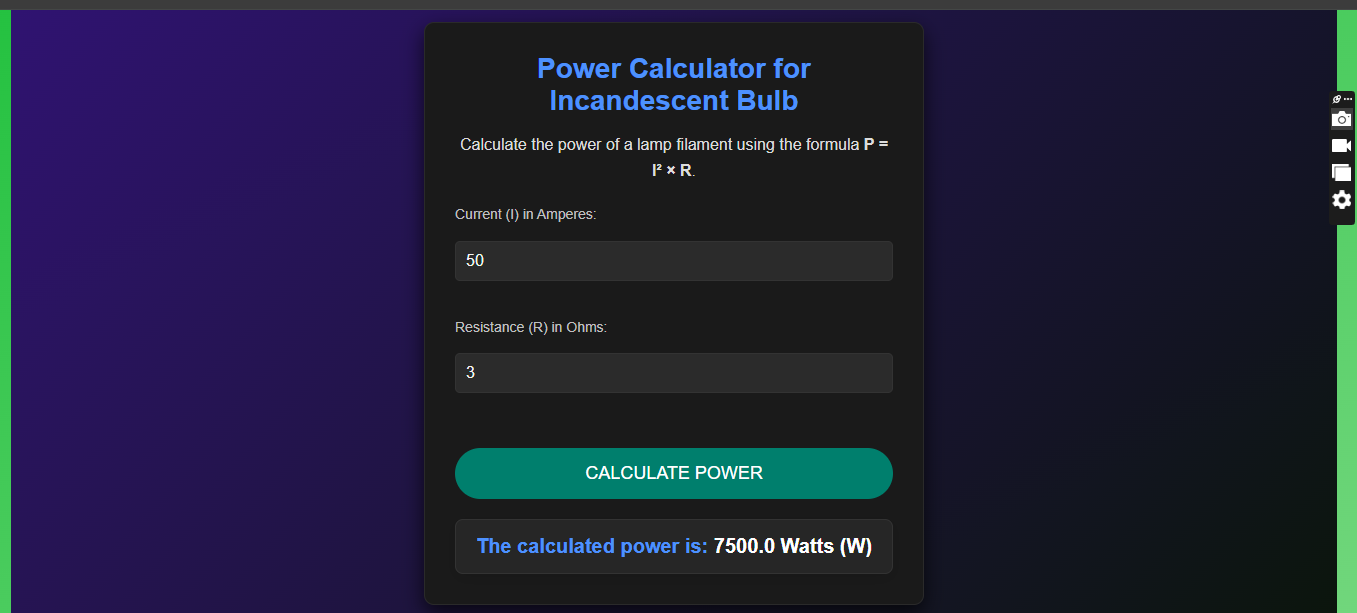 Power Calculator for
Incandescent Bulb
Calculate the power of a lamp filament using the formula P =
I² × R.
Current (I) in Amperes:
50
Resistance (R) in Ohms:
3
CALCULATE POWER
The calculated power is: 7500.0 Watts (W)